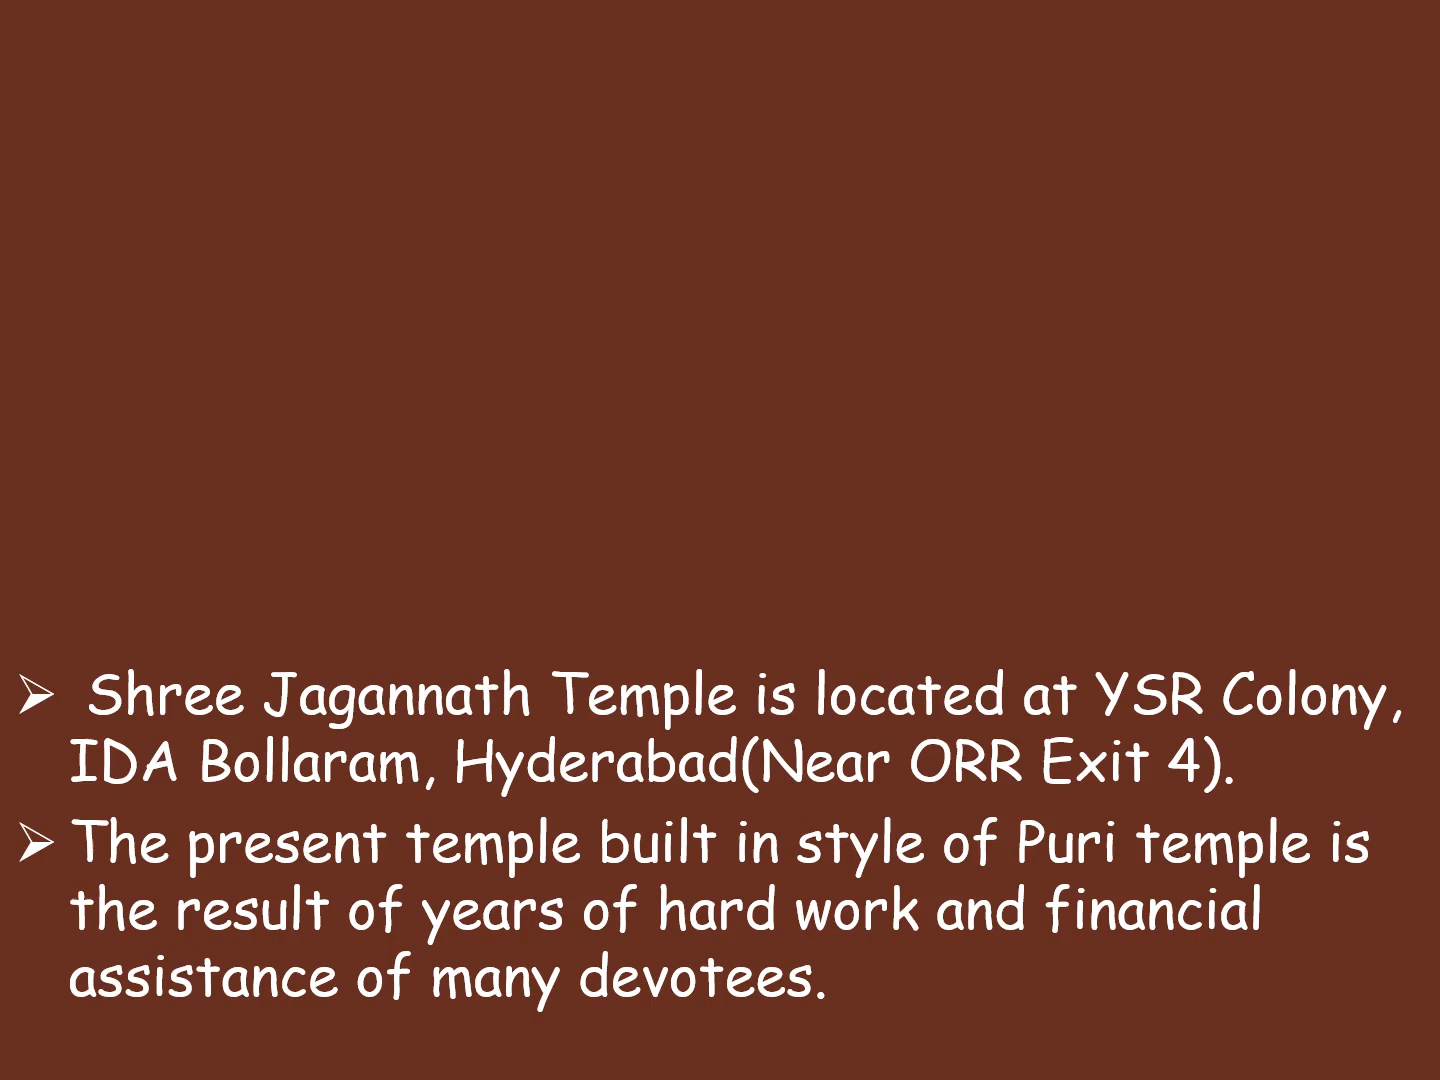 ➢ Shree Jagannath Temple is located at YSR Colony,
IDA Bollaram, Hyderabad(Near ORR Exit 4).
➢ The present temple built in style of Puri temple is
the result of years of hard work and financial
assistance of many devotees.